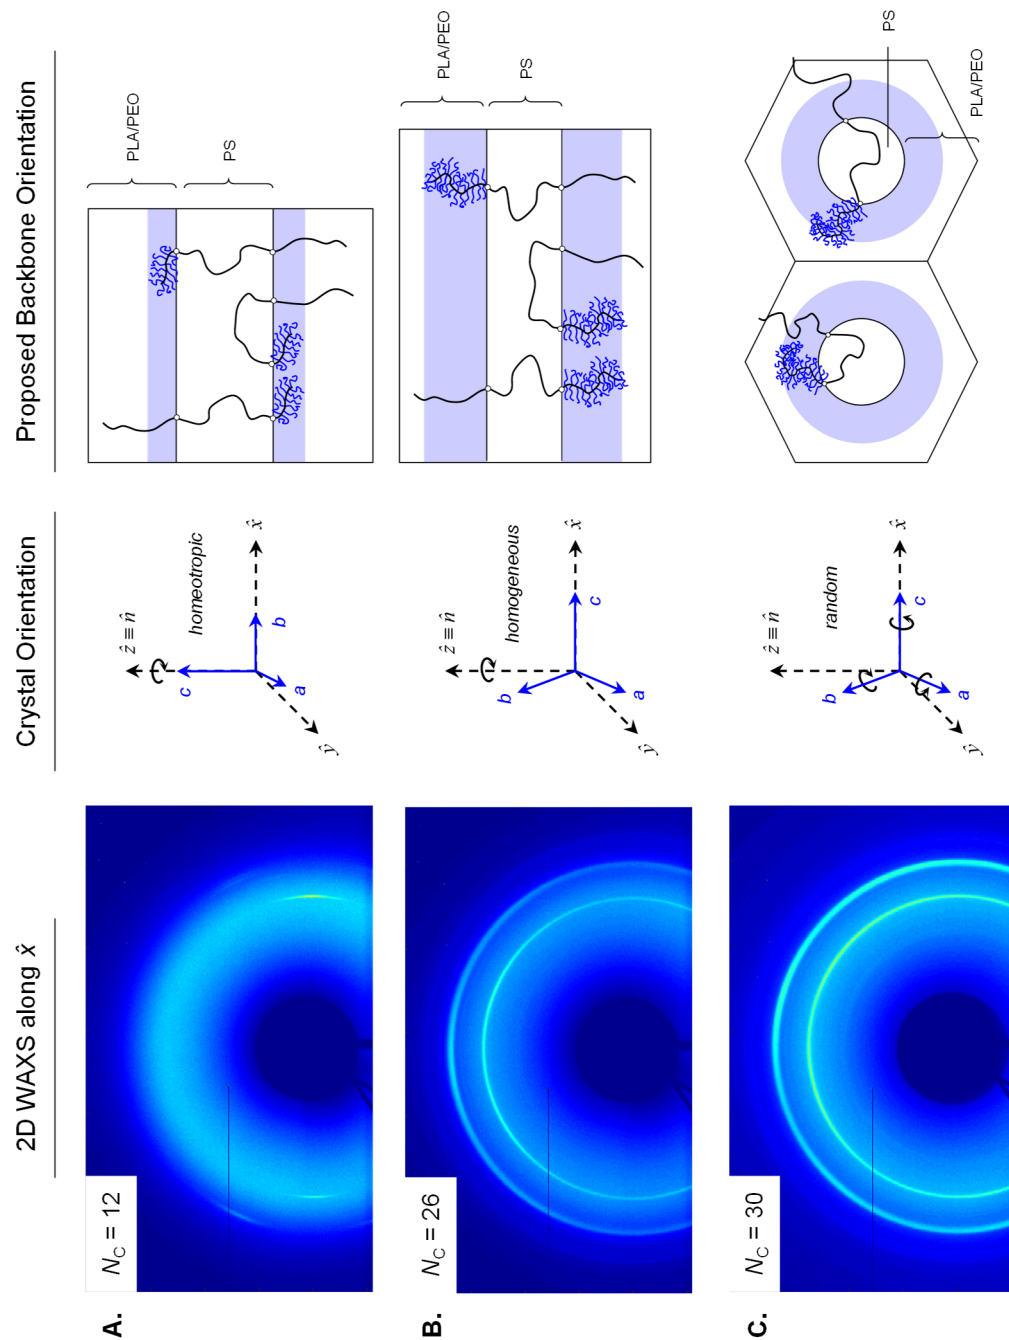 2D WAXS along x̂
Crystal Orientation
Proposed Backbone Orientation
A.
N_C = 12
ẑ ≡ n̂
homeotropic
x̂
ŷ
c
b
a
PLA/PEO
PS
B.
N_C = 26
ẑ ≡ n̂
homogeneous
x̂
ŷ
b
c
a
PLA/PEO
PS
C.
N_C = 30
ẑ ≡ n̂
random
x̂
ŷ
b
c
a
PS
PLA/PEO